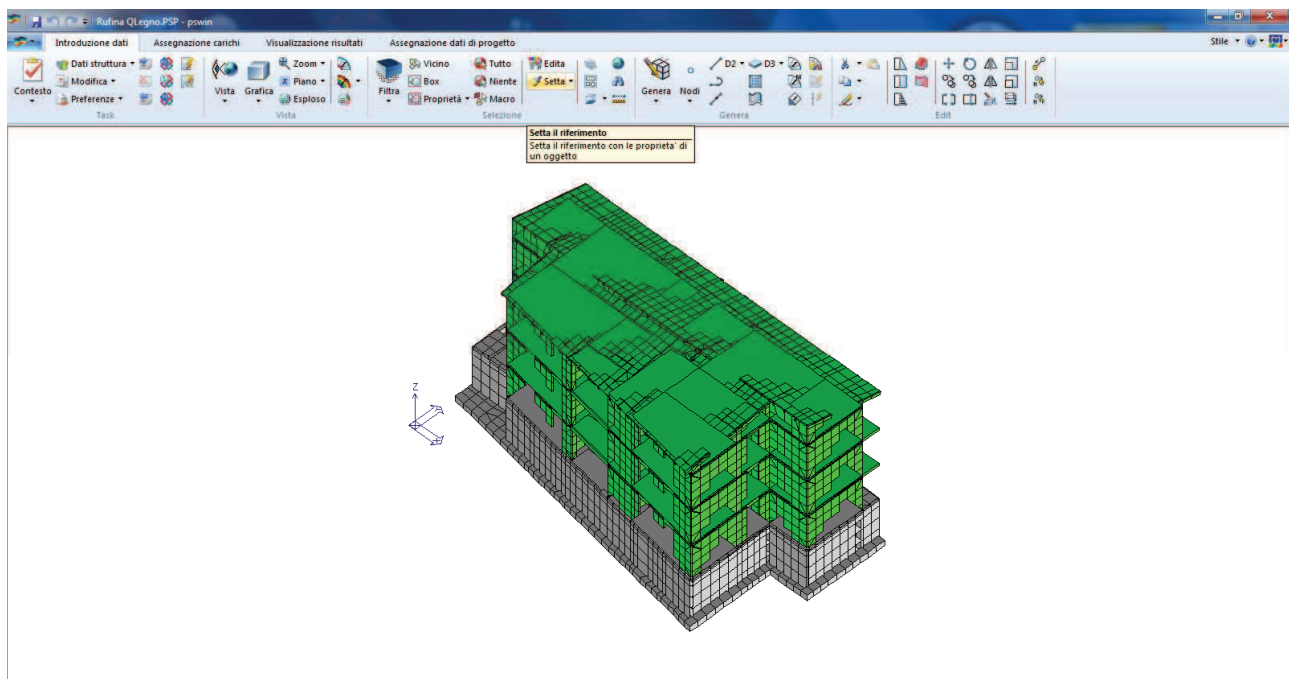 Rufina QLegno.PSP - pswin
Introduzione dati Assegnazione carichi Visualizzazione risultati Assegnazione dati di progetto Stile
Contesto
Dati struttura
Modifica
Preferenze
Task
Vista
Grafica
Zoom
Piano
Esploso
Vista
Filtra
Vicino
Box
Proprietà
Tutto
Niente
Macro
Edita
Setta
Selezione
Genera
Nodi
D2
D3
Genera
Edit
Setta il riferimento
Setta il riferimento con le proprieta' di
un oggetto
Z